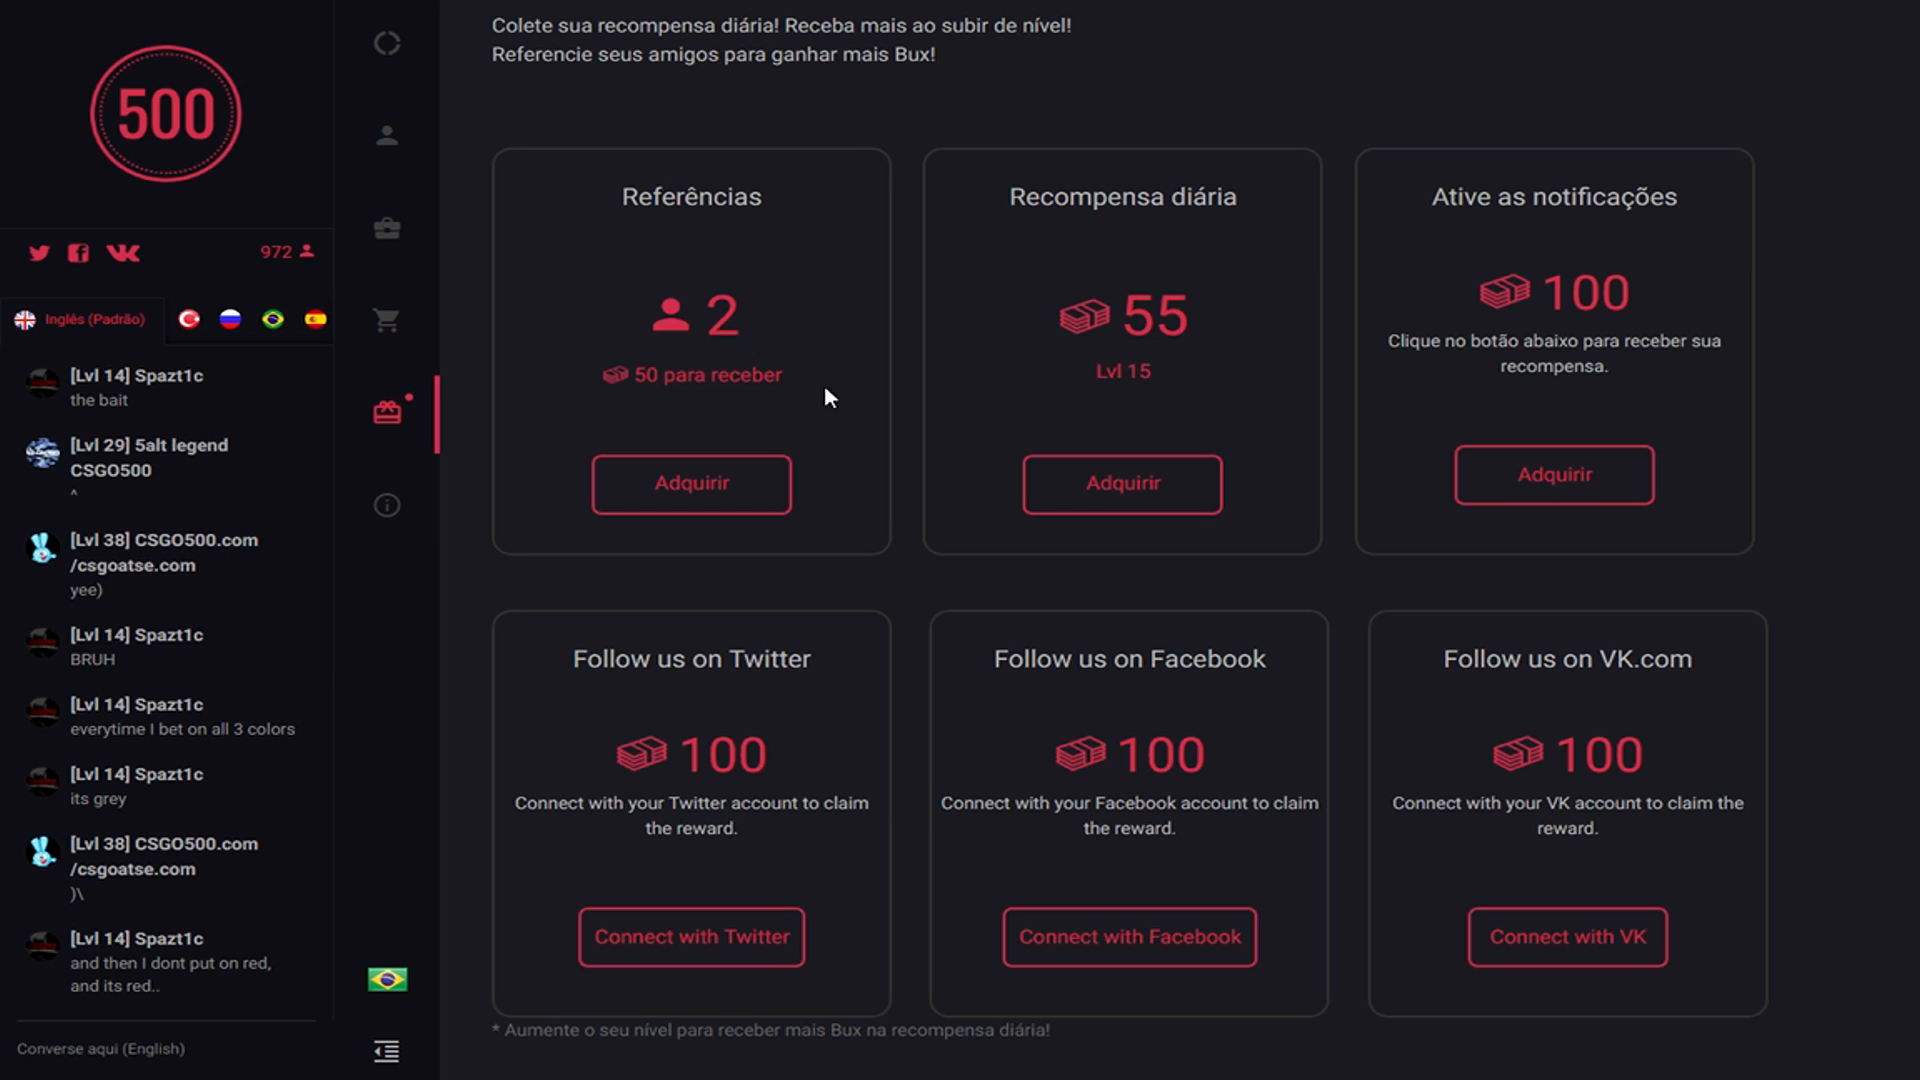 Colete sua recompensa diária! Receba mais ao subir de nível!
Referencie seus amigos para ganhar mais Bux!
500
972
Inglês (Padrão)
[Lvl 14] Spazt1c
the bait
[Lvl 29] 5alt legend
CSGO500
^
[Lvl 38] CSGO500.com
/csgoatse.com
yee)
[Lvl 14] Spazt1c
BRUH
[Lvl 14] Spazt1c
everytime I bet on all 3 colors
[Lvl 14] Spazt1c
its grey
[Lvl 38] CSGO500.com
/csgoatse.com
)\
[Lvl 14] Spazt1c
and then I dont put on red,
and its red..
Converse aqui (English)
Referências
2
50 para receber
Adquirir
Recompensa diária
55
Lvl 15
Adquirir
Ative as notificações
100
Clique no botão abaixo para receber sua
recompensa.
Adquirir
Follow us on Twitter
100
Connect with your Twitter account to claim
the reward.
Connect with Twitter
Follow us on Facebook
100
Connect with your Facebook account to claim
the reward.
Connect with Facebook
Follow us on VK.com
100
Connect with your VK account to claim the
reward.
Connect with VK
* Aumente o seu nível para receber mais Bux na recompensa diária!